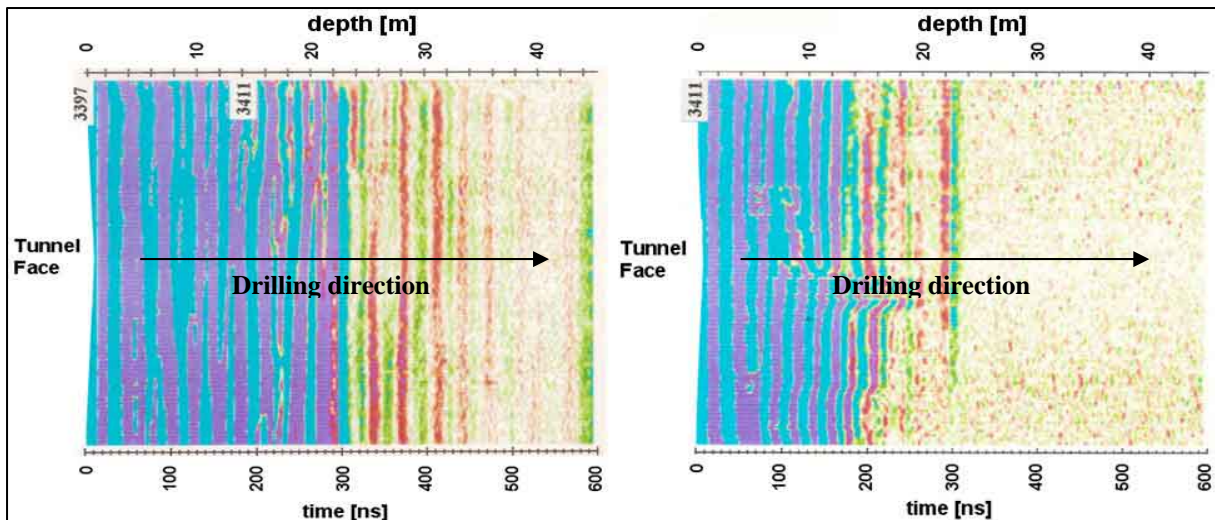 depth [m]
0 10 20 30 40
3397
3411
Tunnel
Face
Drilling direction
0 100 200 300 400 500 600
time [ns]
depth [m]
0 10 20 30 40
3411
Tunnel
Face
Drilling direction
0 100 200 300 400 500 600
time [ns]